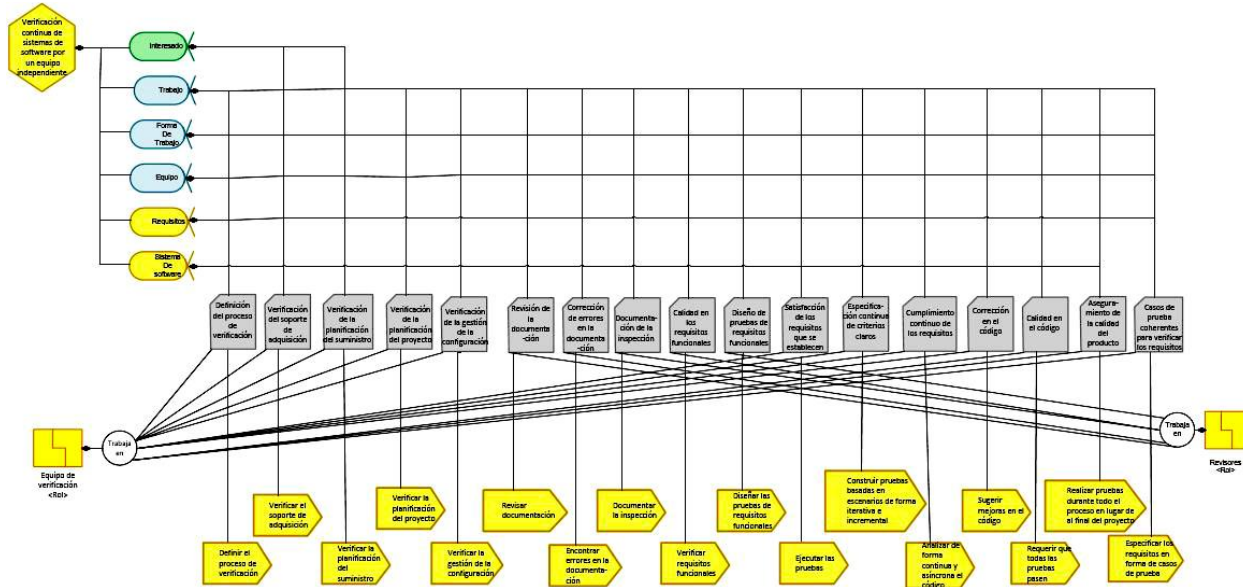 Verificación
continua de
sistemas de
software por
un equipo
independiente
Interesado
Trabajo
Forma
De
Trabajo
Equipo
Requisitos
Sistema
De
software
Definición
del proceso
de
verificación
Verificación
del soporte
de
adquisición
Verificación
de la
planificación
del suministro
Verificación
de la
planificación
del proyecto
Verificación
de la gestión
de la
configuración
Revisión de
la
documenta
-ción
Corrección
de errores
en la
documenta-
ción
Documenta-
ción de la
inspección
Calidad en
los
requisitos
funcionales
Diseño de
pruebas de
requisitos
funcionales
Satisfacción
de los
requisitos
que se
establecen
Especifica-
ción continua
de criterios
claros
Cumplimiento
continuo de
los requisitos
Corrección
en el
código
Calidad en
el código
Asegura-
miento de
la calidad
del
producto
Casos de
prueba
coherentes
para verificar
los requisitos
Trabaja
en
Equipo de
verificación
<Rol>
Trabaja
en
Revisores
<Rol>
Verificar el
soporte de
adquisición
Verificar la
planificación
del proyecto
Revisar
documentación
Documentar
la inspección
Diseñar las
pruebas de
requisitos
funcionales
Construir pruebas
basadas en
escenarios de forma
iterativa e
incremental
Sugerir
mejoras en el
código
Realizar pruebas
durante todo el
proceso en lugar de
al final del proyecto
Definir el
proceso de
verificación
Verificar la
planificación
del
suministro
Verificar la
gestión de la
configuración
Encontrar
errores en la
documenta-
ción
Verificar
requisitos
funcionales
Ejecutar las
pruebas
Analizar de
forma
continua y
asíncrona el
código
Requerir que
todas las
pruebas
pasen
Especificar los
requisitos en
forma de casos
de prueba